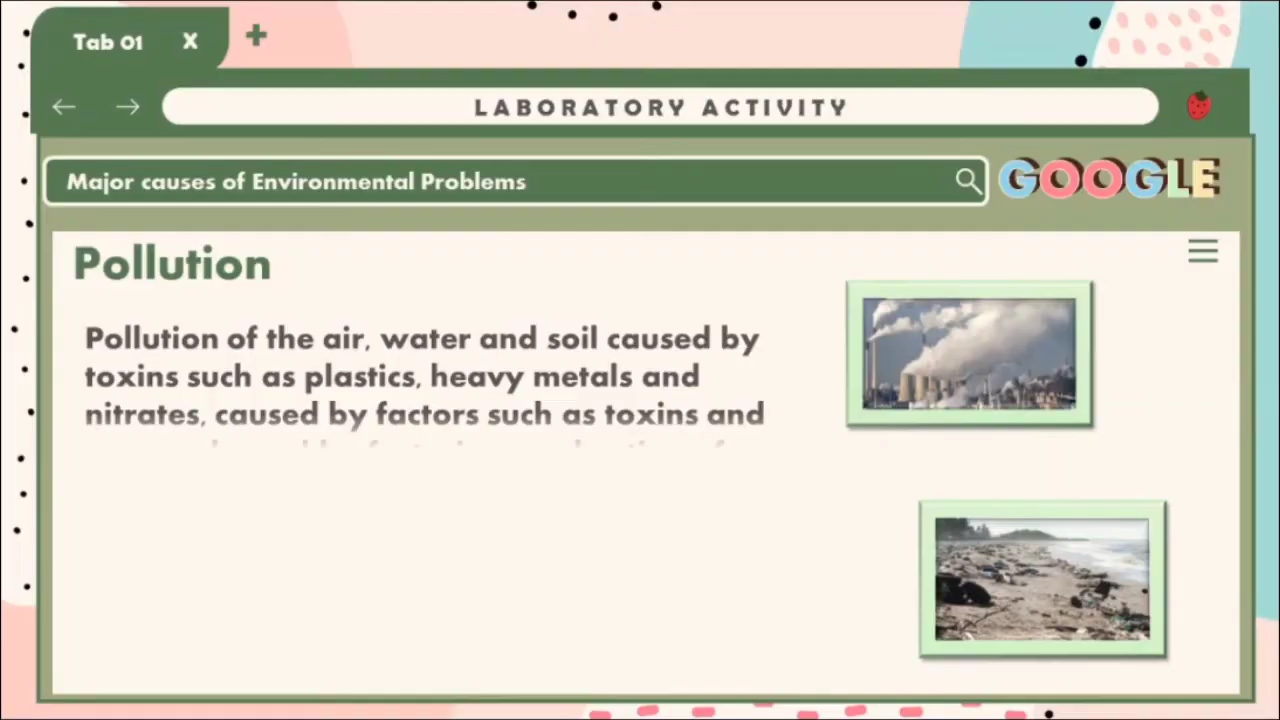 Tab 01 X +
LABORATORY ACTIVITY
Major causes of Environmental Problems
GOOGLE
Pollution
Pollution of the air, water and soil caused by
toxins such as plastics, heavy metals and
nitrates, caused by factors such as toxins and